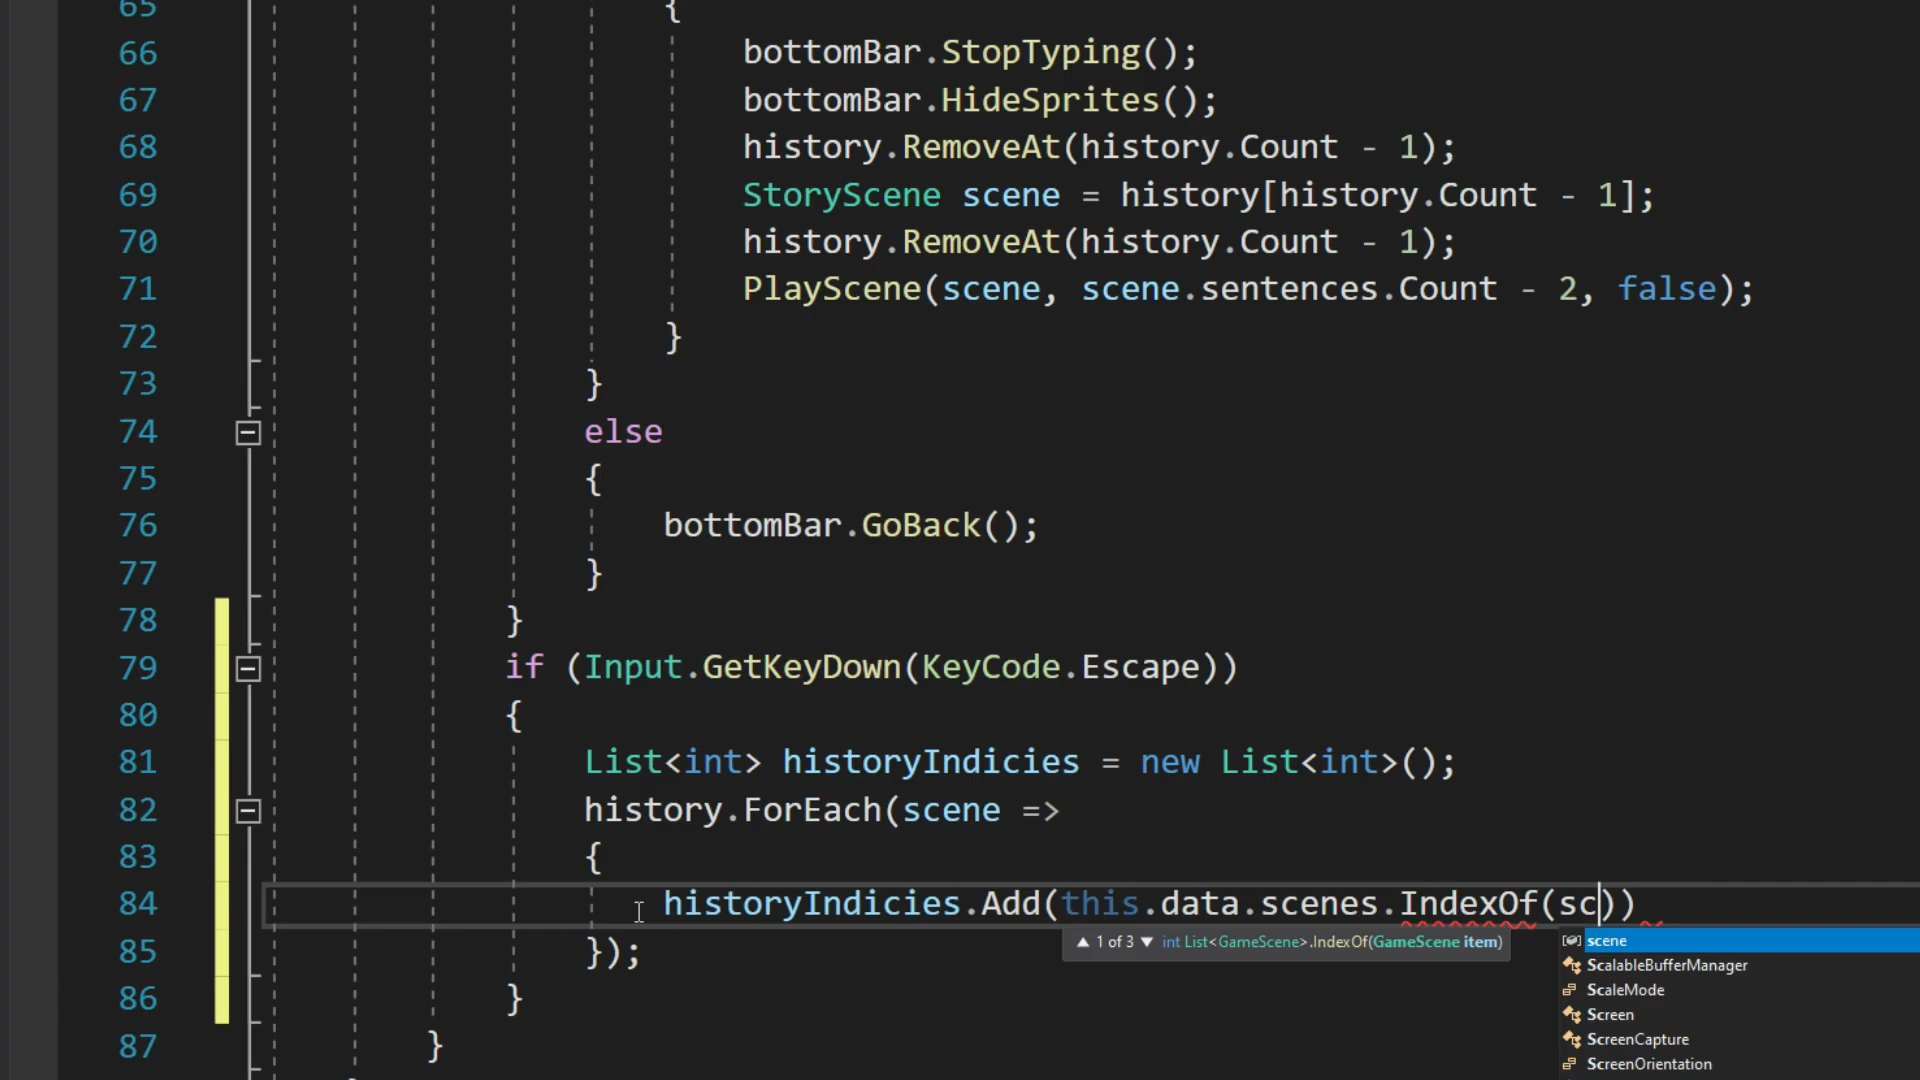 65 {
66 bottomBar.StopTyping();
67 bottomBar.HideSprites();
68 history.RemoveAt(history.Count - 1);
69 StoryScene scene = history[history.Count - 1];
70 history.RemoveAt(history.Count - 1);
71 PlayScene(scene, scene.sentences.Count - 2, false);
72 }
73 }
74 else
75 {
76 bottomBar.GoBack();
77 }
78 }
79 if (Input.GetKeyDown(KeyCode.Escape))
80 {
81 List<int> historyIndicies = new List<int>();
82 history.ForEach(scene =>
83 {
84 historyIndicies.Add(this.data.scenes.IndexOf(sc))
85 });
▲ 1 of 3 ▼ int List<GameScene>.IndexOf(GameScene item)
scene
ScalableBufferManager
ScaleMode
Screen
ScreenCapture
ScreenOrientation
86 }
87 }